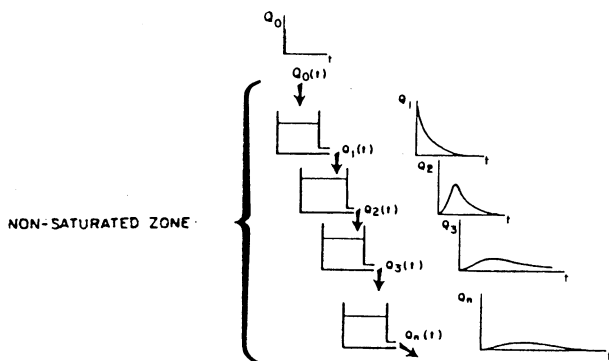 Q0
t
Q0(t)
Q1
Q1(t)
t
Q2
NON-SATURATED ZONE
Q2(t)
t
Q3
Q3(t)
t
Qn
Qn(t)
t